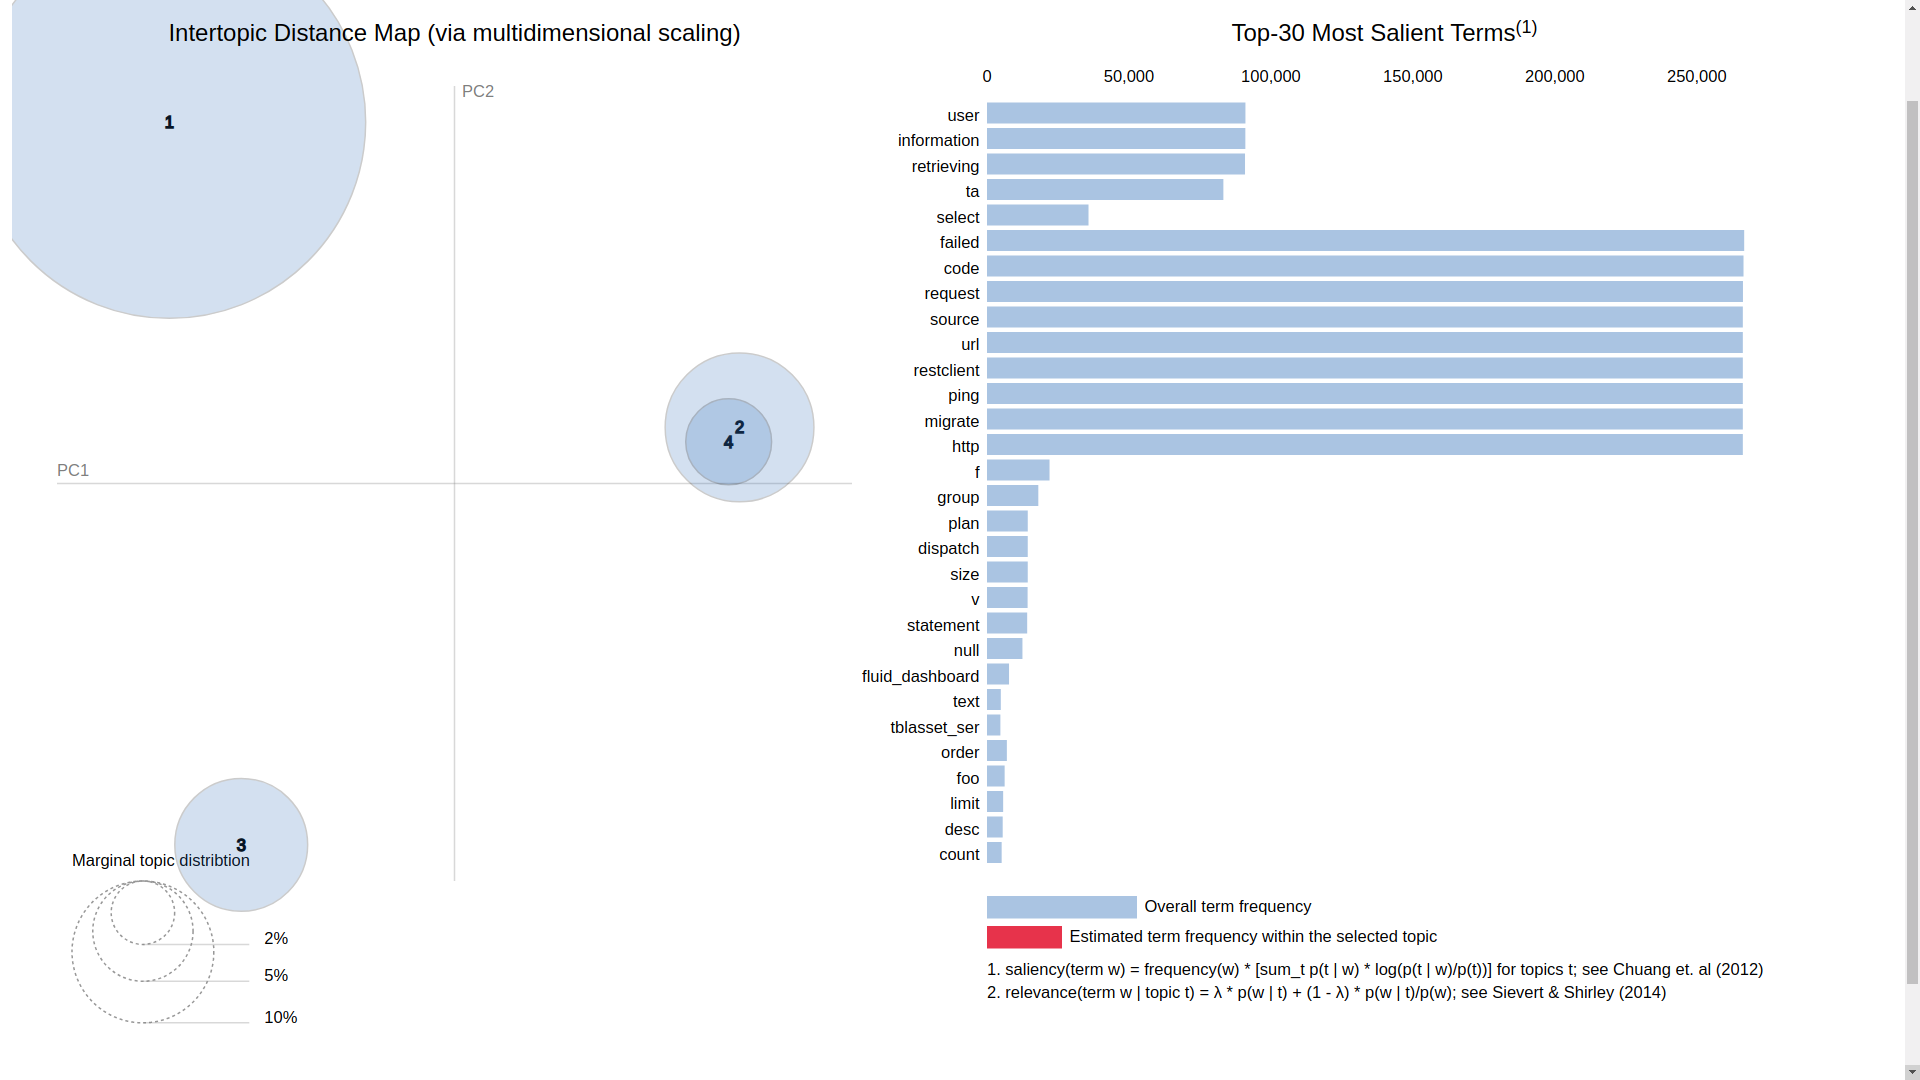 Intertopic Distance Map (via multidimensional scaling)
PC2
PC1
1
2
4
3
Marginal topic distribtion
2%
5%
10%
Top-30 Most Salient Terms(1)
0 50,000 100,000 150,000 200,000 250,000
user
information
retrieving
ta
select
failed
code
request
source
url
restclient
ping
migrate
http
f
group
plan
dispatch
size
v
statement
null
fluid_dashboard
text
tblasset_ser
order
foo
limit
desc
count
Overall term frequency
Estimated term frequency within the selected topic
1. saliency(term w) = frequency(w) * [sum_t p(t | w) * log(p(t | w)/p(t))] for topics t; see Chuang et. al (2012)
2. relevance(term w | topic t) = λ * p(w | t) + (1 - λ) * p(w | t)/p(w); see Sievert & Shirley (2014)